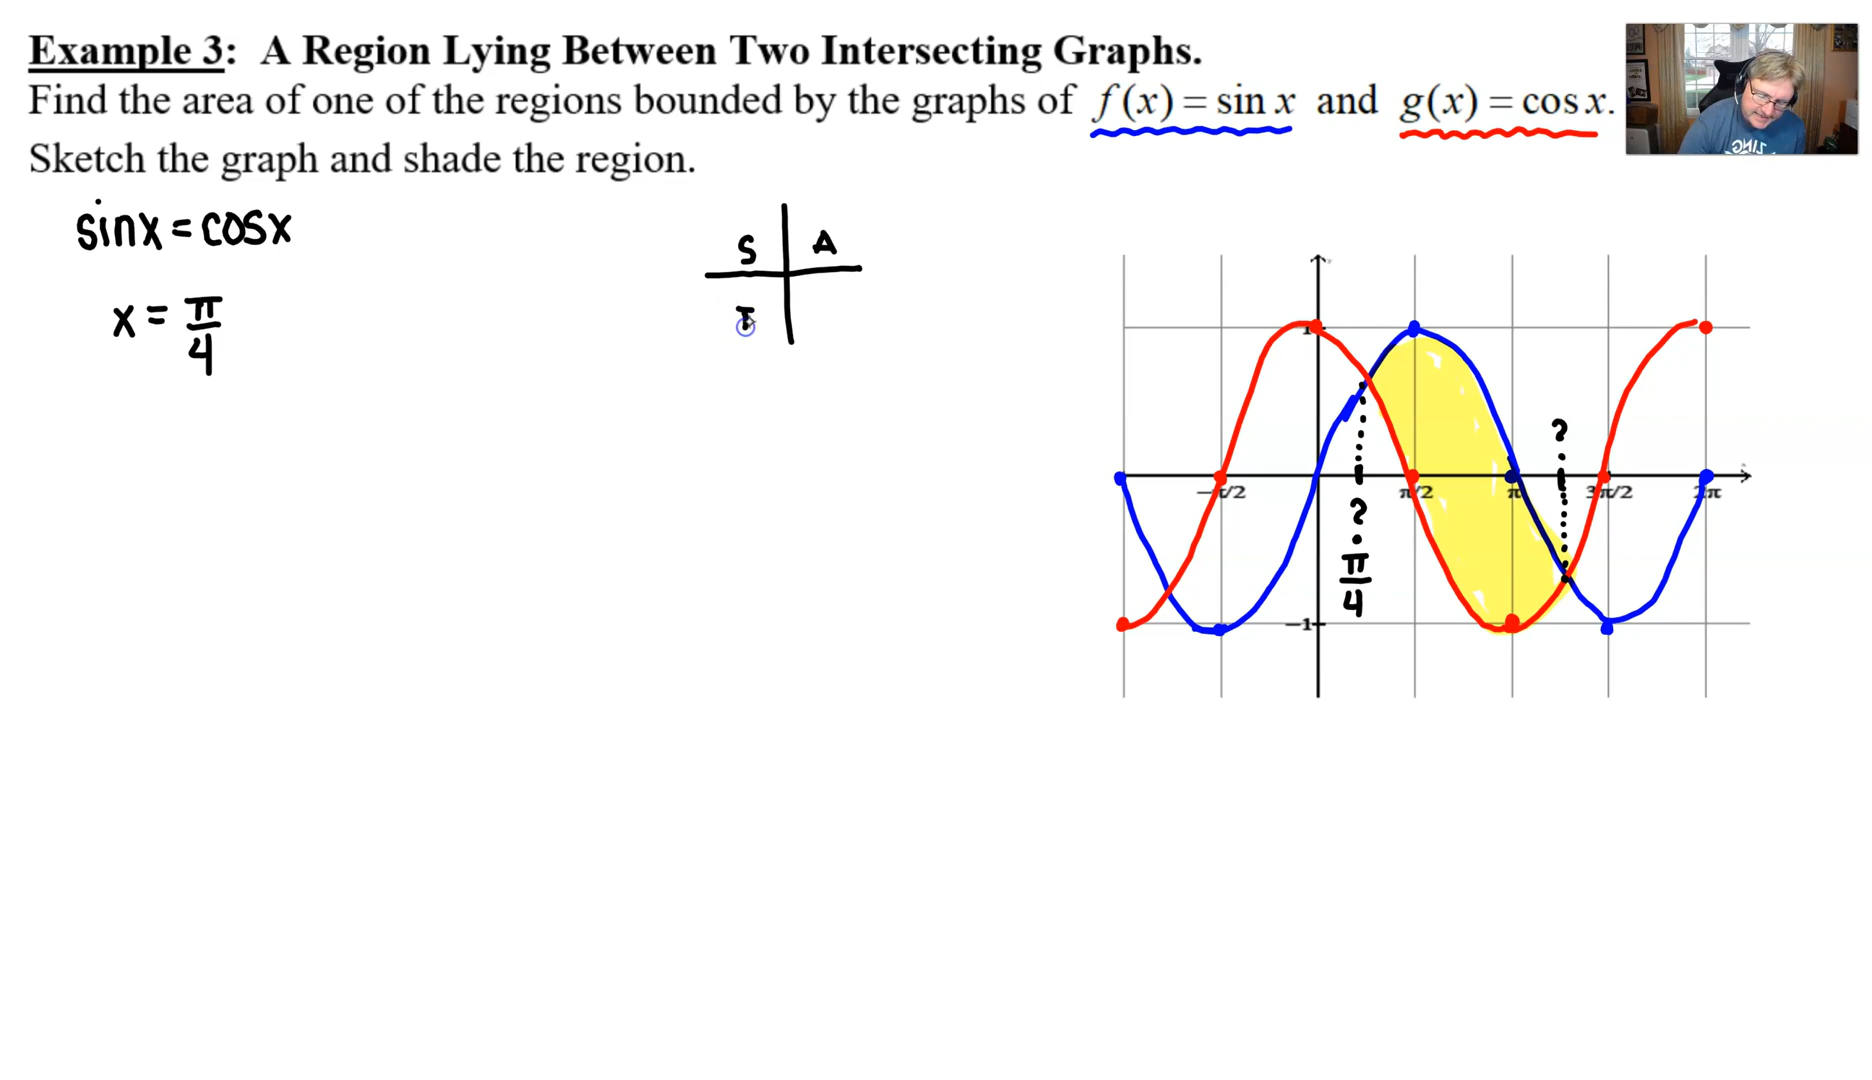 Example 3: A Region Lying Between Two Intersecting Graphs.
Find the area of one of the regions bounded by the graphs of f(x) = sin x and g(x) = cos x.
Sketch the graph and shade the region.
sinx = cosx
x = π/4
S A
T
1
?
-π/2 π/2 π 3π/2 2π
?
π/4
-1